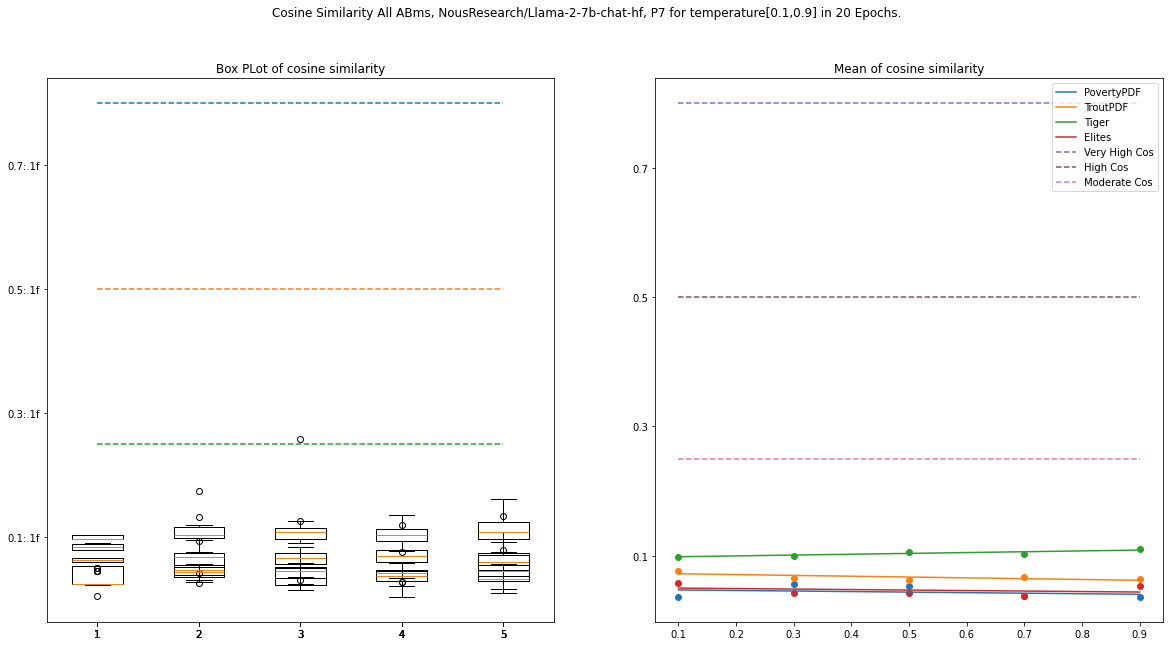 Cosine Similarity All ABms, NousResearch/Llama-2-7b-chat-hf, P7 for temperature[0.1,0.9] in 20 Epochs.
Box PLot of cosine similarity
0.7:.1f
0.5:.1f
0.3:.1f
0.1:.1f
1 2 3 4 5
Mean of cosine similarity
PovertyPDF
TroutPDF
Tiger
Elites
Very High Cos
High Cos
Moderate Cos
0.7
0.5
0.3
0.1
0.1 0.2 0.3 0.4 0.5 0.6 0.7 0.8 0.9